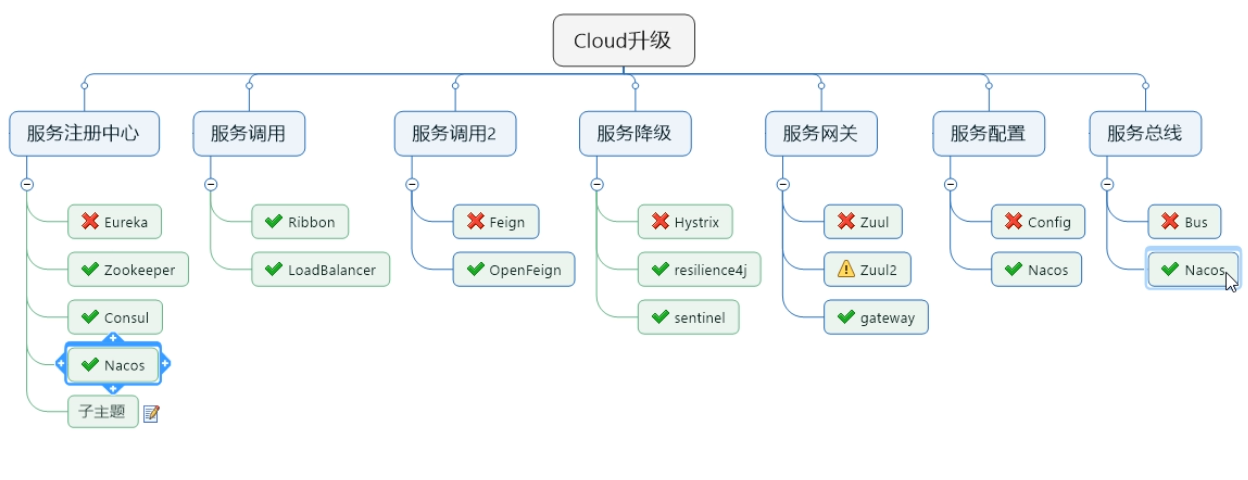 Cloud升级
服务注册中心
服务调用
服务调用2
服务降级
服务网关
服务配置
服务总线
Eureka
Zookeeper
Consul
Nacos
子主题
Ribbon
LoadBalancer
Feign
OpenFeign
Hystrix
resilience4j
sentinel
Zuul
Zuul2
gateway
Config
Nacos
Bus
Nacos